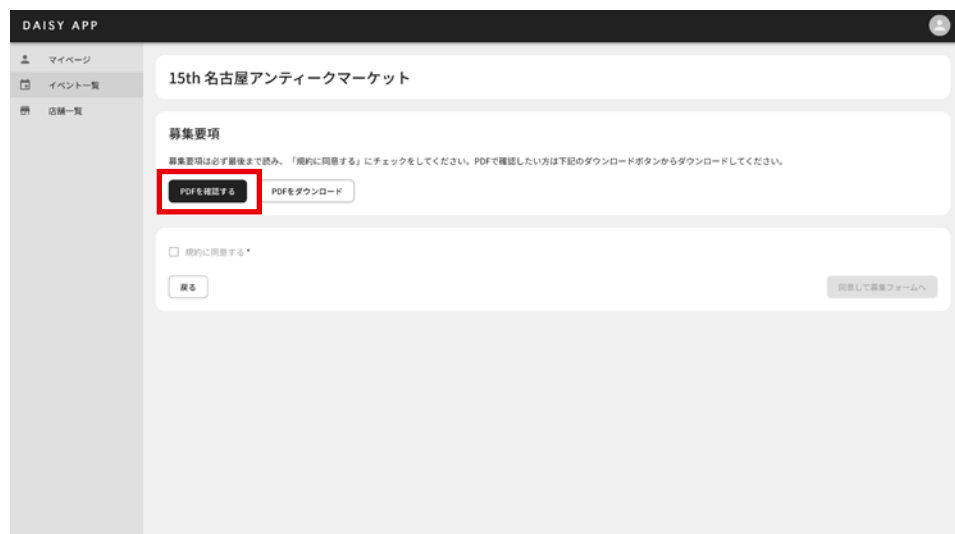 DAISY APP
マイページ
イベント一覧
店舗一覧
15th 名古屋アンティークマーケット
募集要項
募集要項は必ず最後まで読み、「規約に同意する」にチェックをしてください。PDFで確認したい方は下記のダウンロードボタンからダウンロードしてください。
PDFを確認する
PDFをダウンロード
規約に同意する*
戻る
同意して募集フォームへ